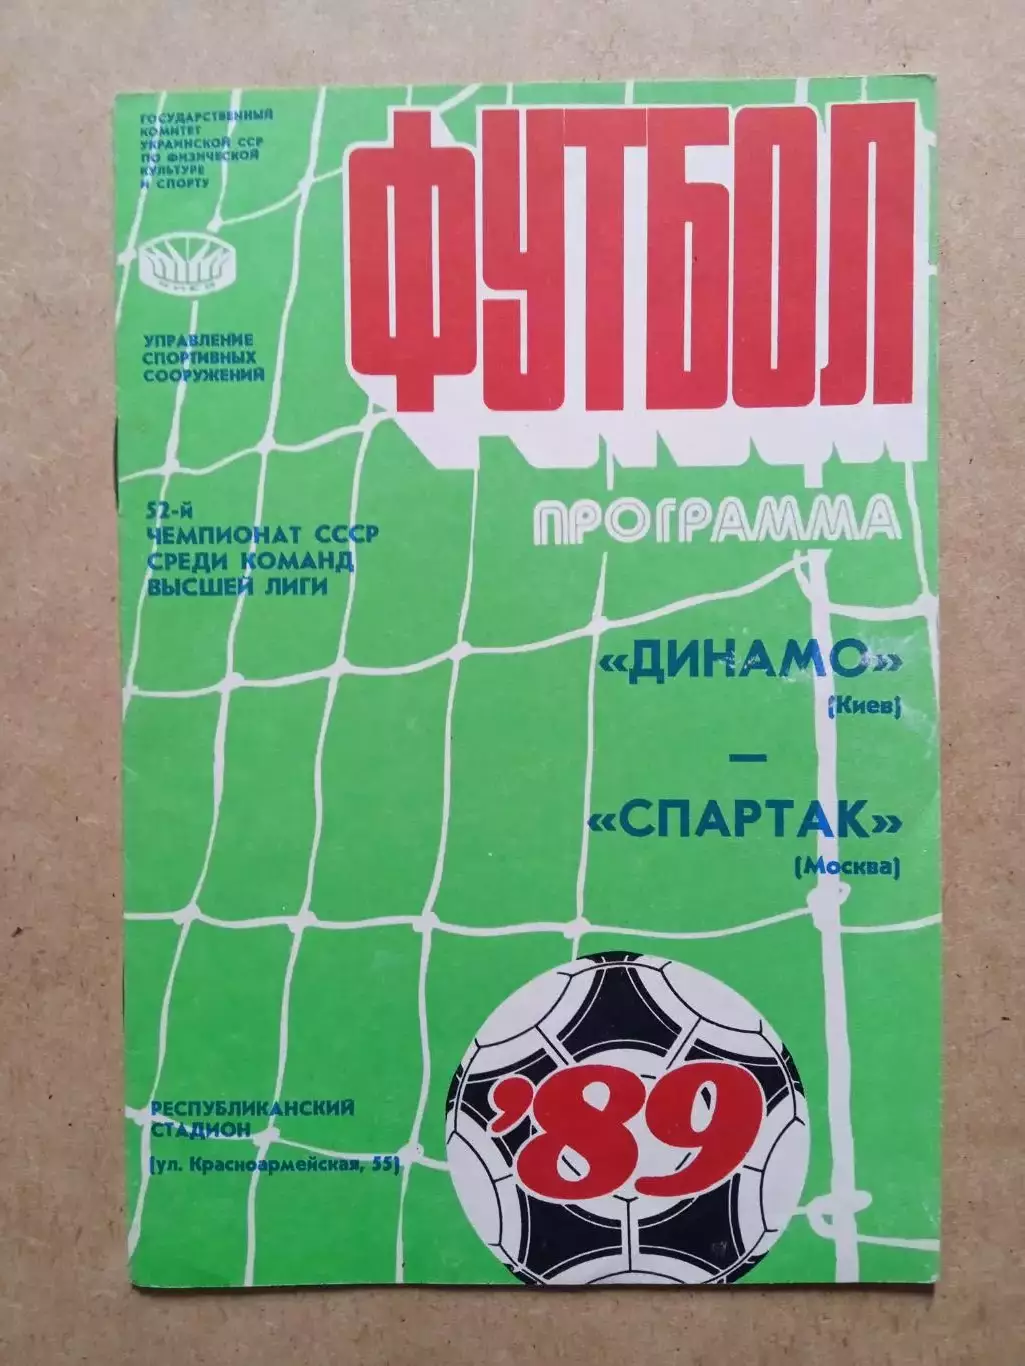 ГОСУДАРСТВЕННЫЙ
КОМИТЕТ
УКРАИНСКОЙ ССР
ПО ФИЗИЧЕСКОЙ
КУЛЬТУРЕ
И СПОРТУ
КИЕВ
УПРАВЛЕНИЕ
СПОРТИВНЫХ
СООРУЖЕНИЙ
ФУТБОЛ
ПРОГРАММА
52-й
ЧЕМПИОНАТ СССР
СРЕДИ КОМАНД
ВЫСШЕЙ ЛИГИ
«ДИНАМО»
(Киев)
—
«СПАРТАК»
(Москва)
'89
РЕСПУБЛИКАНСКИЙ
СТАДИОН
(ул. Красноармейская, 55)